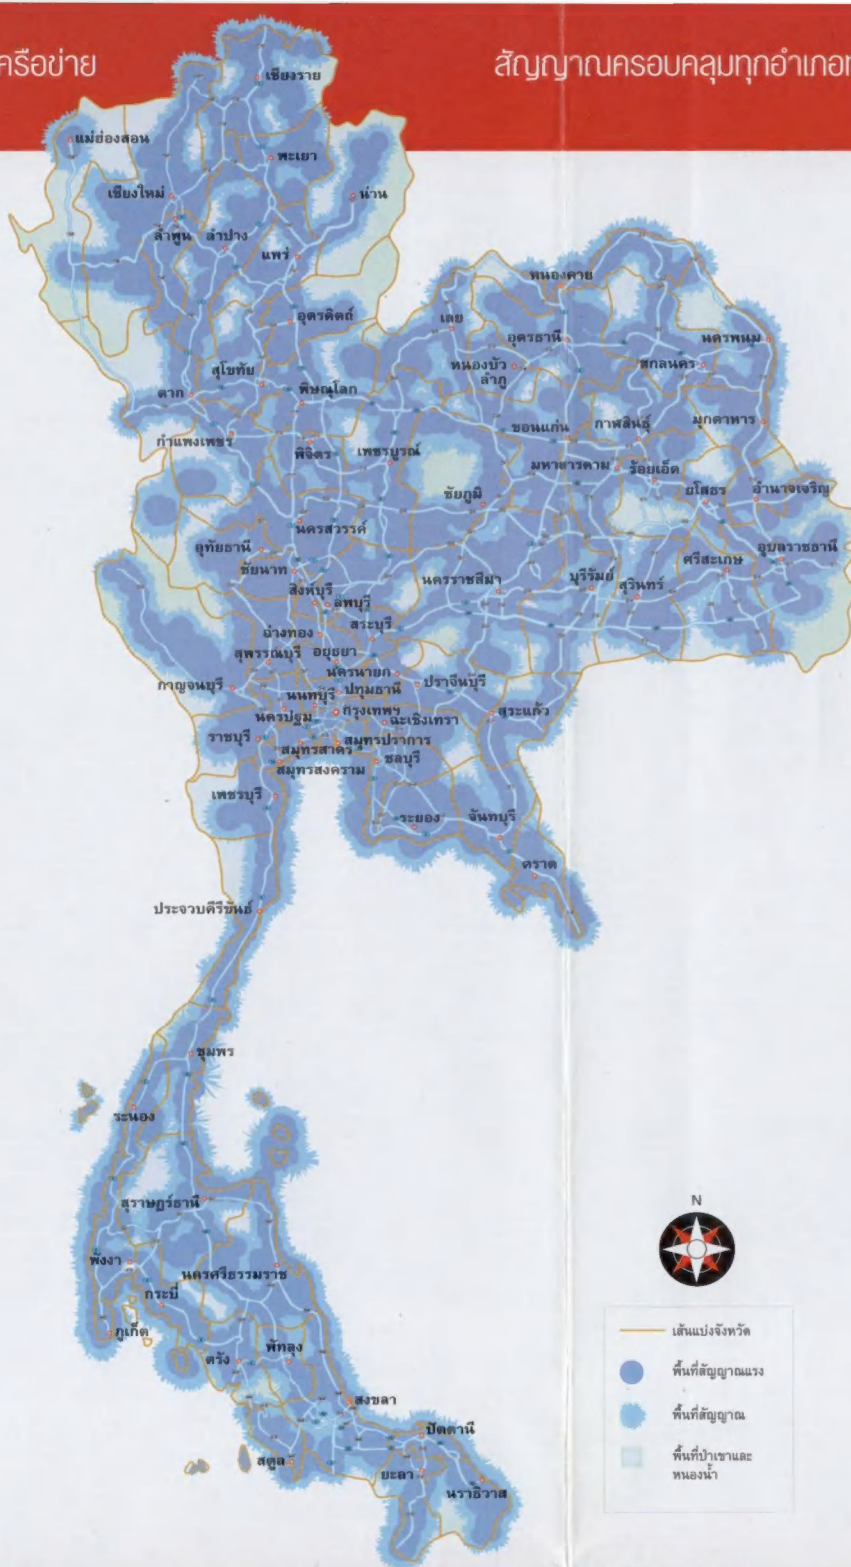 ครือข่าย
สัญญาณครอบคลุมทุกอำเภอ
เชียงราย
แม่ฮ่องสอน
พะเยา
เชียงใหม่
น่าน
ลำพูน
ลำปาง
แพร่
หนองคาย
อุตรดิตถ์
เลย
อุดรธานี
นครพนม
สุโขทัย
หนองบัว
ลำภู
สกลนคร
ตาก
พิษณุโลก
กำแพงเพชร
ขอนแก่น
กาฬสินธุ์
มุกดาหาร
พิจิตร
เพชรบูรณ์
มหาสารคาม
ร้อยเอ็ด
ชัยภูมิ
ยโสธร
อำนาจเจริญ
นครสวรรค์
อุทัยธานี
อุบลราชธานี
ชัยนาท
นครราชสีมา
บุรีรัมย์
สุรินทร์
ศรีสะเกษ
สิงห์บุรี
ลพบุรี
สระบุรี
อ่างทอง
สุพรรณบุรี
อยุธยา
นครนายก
กาญจนบุรี
ปทุมธานี
ปราจีนบุรี
นนทบุรี
นครปฐม
กรุงเทพฯ
ฉะเชิงเทรา
สระแก้ว
ราชบุรี
สมุทรสาคร
สมุทรปราการ
สมุทรสงคราม
ชลบุรี
เพชรบุรี
ระยอง
จันทบุรี
ตราด
ประจวบคีรีขันธ์
ชุมพร
ระนอง
สุราษฎร์ธานี
พังงา
นครศรีธรรมราช
กระบี่
ภูเก็ต
ตรัง
พัทลุง
สงขลา
ปัตตานี
สตูล
ยะลา
นราธิวาส
N
เส้นแบ่งจังหวัด
พื้นที่สัญญาณแรง
พื้นที่สัญญาณ
พื้นที่ป่าเขาและ
หนองน้ำ